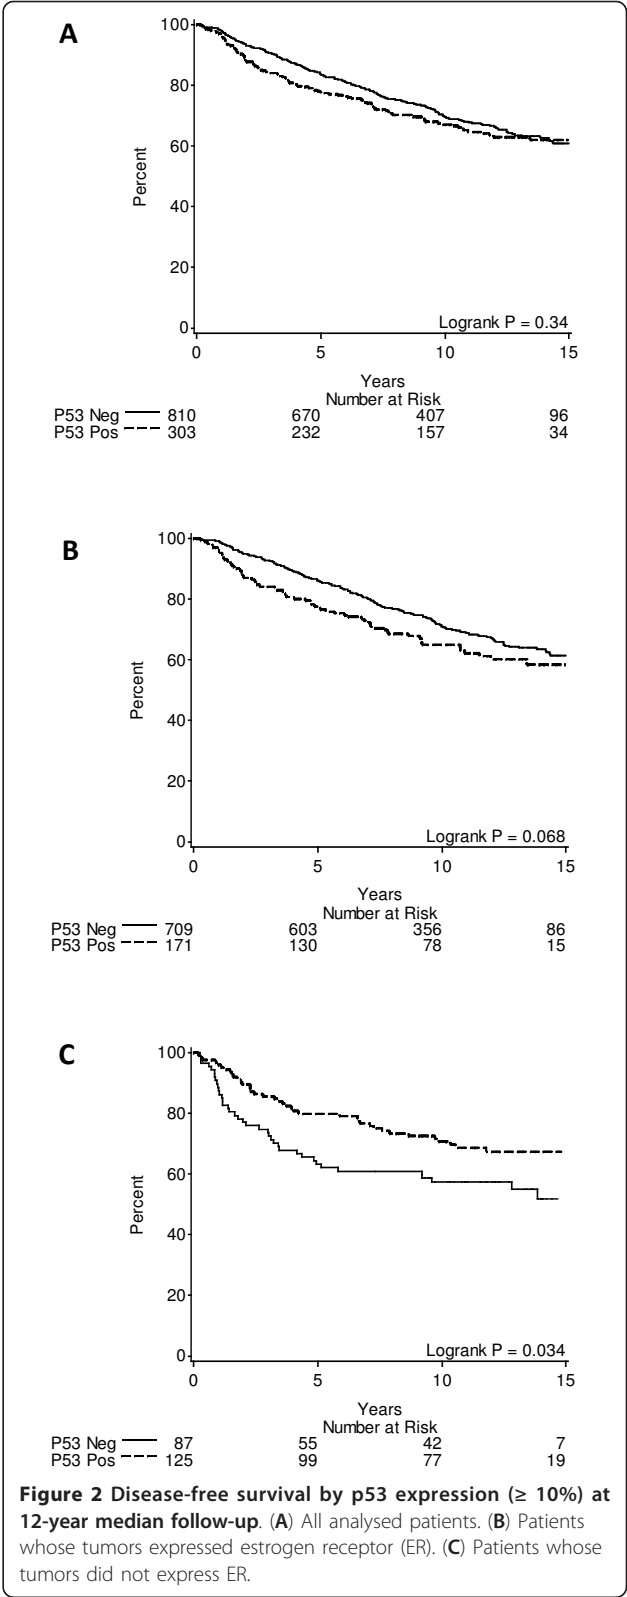 A
100
80
60
40
20
0
Percent
Logrank P = 0.34
0 5 10 15
Years
Number at Risk
P53 Neg 810 670 407 96
P53 Pos 303 232 157 34
B
100
80
60
40
20
0
Percent
Logrank P = 0.068
0 5 10 15
Years
Number at Risk
P53 Neg 709 603 356 86
P53 Pos 171 130 78 15
C
100
80
60
40
20
0
Percent
Logrank P = 0.034
0 5 10 15
Years
Number at Risk
P53 Neg 87 55 42 7
P53 Pos 125 99 77 19
Figure 2 Disease-free survival by p53 expression (≥ 10%) at
12-year median follow-up. (A) All analysed patients. (B) Patients
whose tumors expressed estrogen receptor (ER). (C) Patients whose
tumors did not express ER.